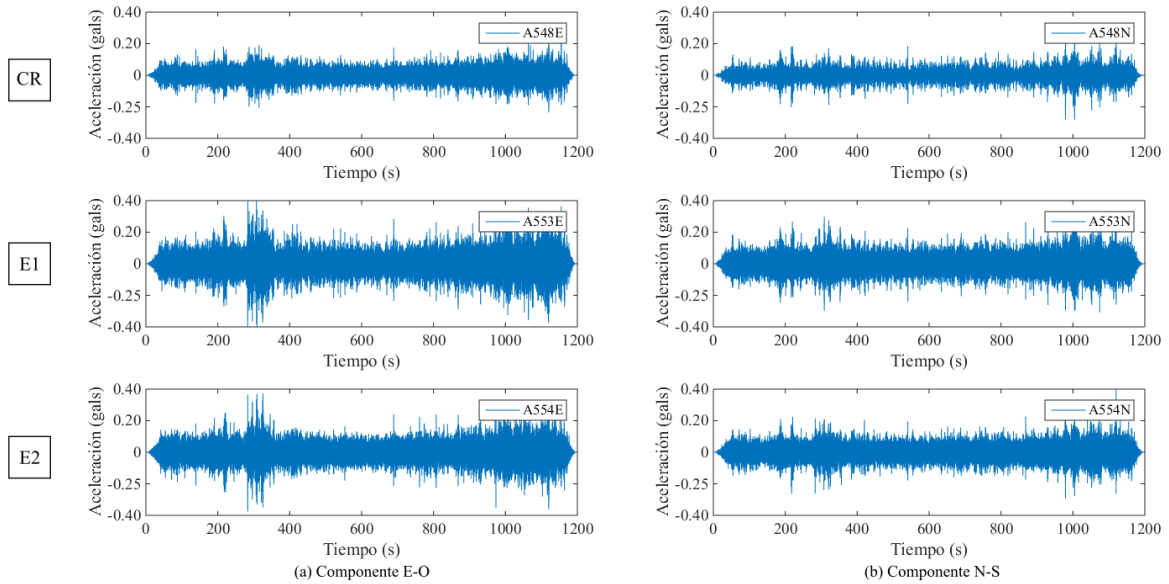 CR
Aceleración (gals)
0.40
0.20
0
-0.25
-0.40
A548E
0 200 400 600 800 1000 1200
Tiempo (s)
Aceleración (gals)
0.40
0.20
0
-0.25
-0.40
A548N
0 200 400 600 800 1000 1200
Tiempo (s)
E1
Aceleración (gals)
0.40
0.20
0
-0.25
-0.40
A553E
0 200 400 600 800 1000 1200
Tiempo (s)
Aceleración (gals)
0.40
0.20
0
-0.25
-0.40
A553N
0 200 400 600 800 1000 1200
Tiempo (s)
E2
Aceleración (gals)
0.40
0.20
0
-0.25
-0.40
A554E
0 200 400 600 800 1000 1200
Tiempo (s)
(a) Componente E-O
Aceleración (gals)
0.40
0.20
0
-0.25
-0.40
A554N
0 200 400 600 800 1000 1200
Tiempo (s)
(b) Componente N-S